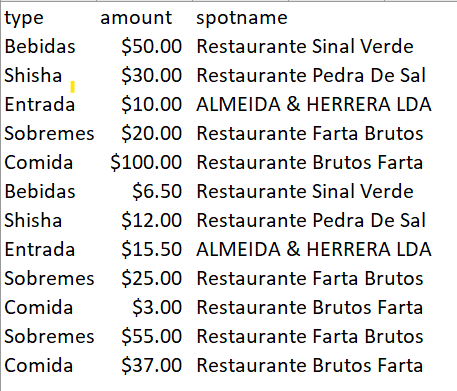 type amount spotname
Bebidas $50.00 Restaurante Sinal Verde
Shisha $30.00 Restaurante Pedra De Sal
Entrada $10.00 ALMEIDA & HERRERA LDA
Sobremes $20.00 Restaurante Farta Brutos
Comida $100.00 Restaurante Brutos Farta
Bebidas $6.50 Restaurante Sinal Verde
Shisha $12.00 Restaurante Pedra De Sal
Entrada $15.50 ALMEIDA & HERRERA LDA
Sobremes $25.00 Restaurante Farta Brutos
Comida $3.00 Restaurante Brutos Farta
Sobremes $55.00 Restaurante Farta Brutos
Comida $37.00 Restaurante Brutos Farta